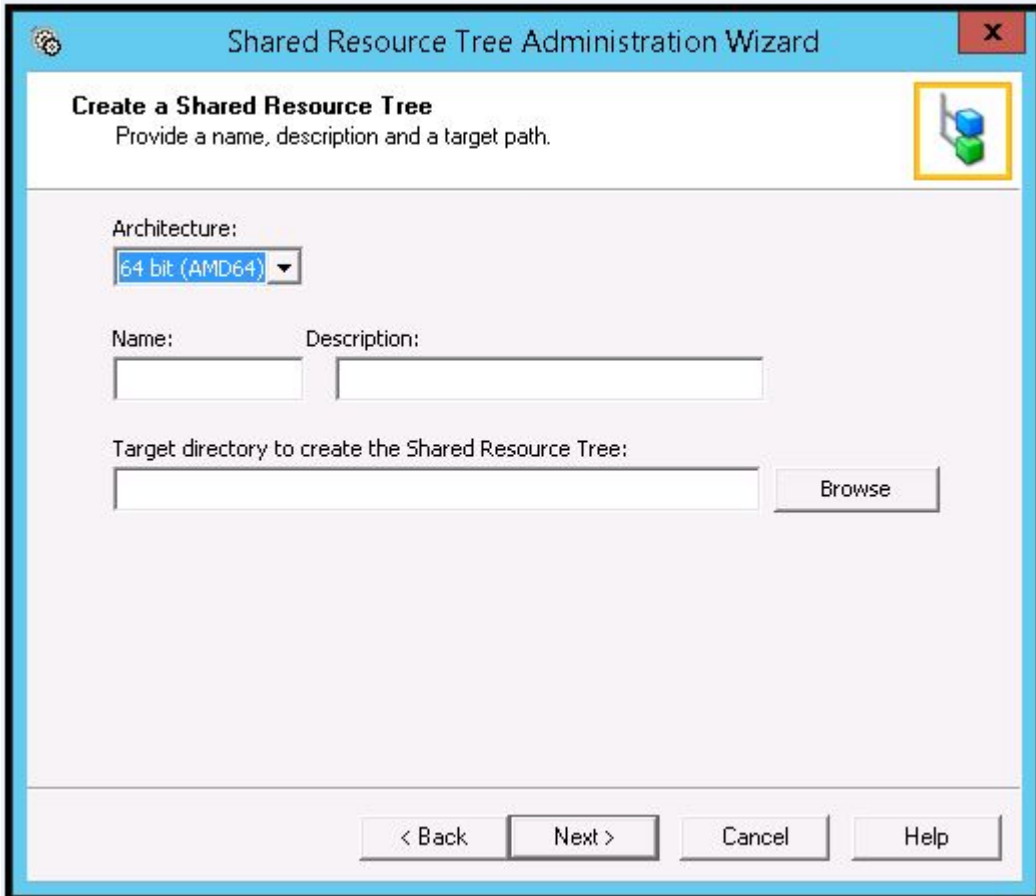 Shared Resource Tree Administration Wizard
x
Create a Shared Resource Tree
Provide a name, description and a target path.
Architecture:
64 bit (AMD64)
Name: Description:
Target directory to create the Shared Resource Tree:
Browse
< Back Next > Cancel Help